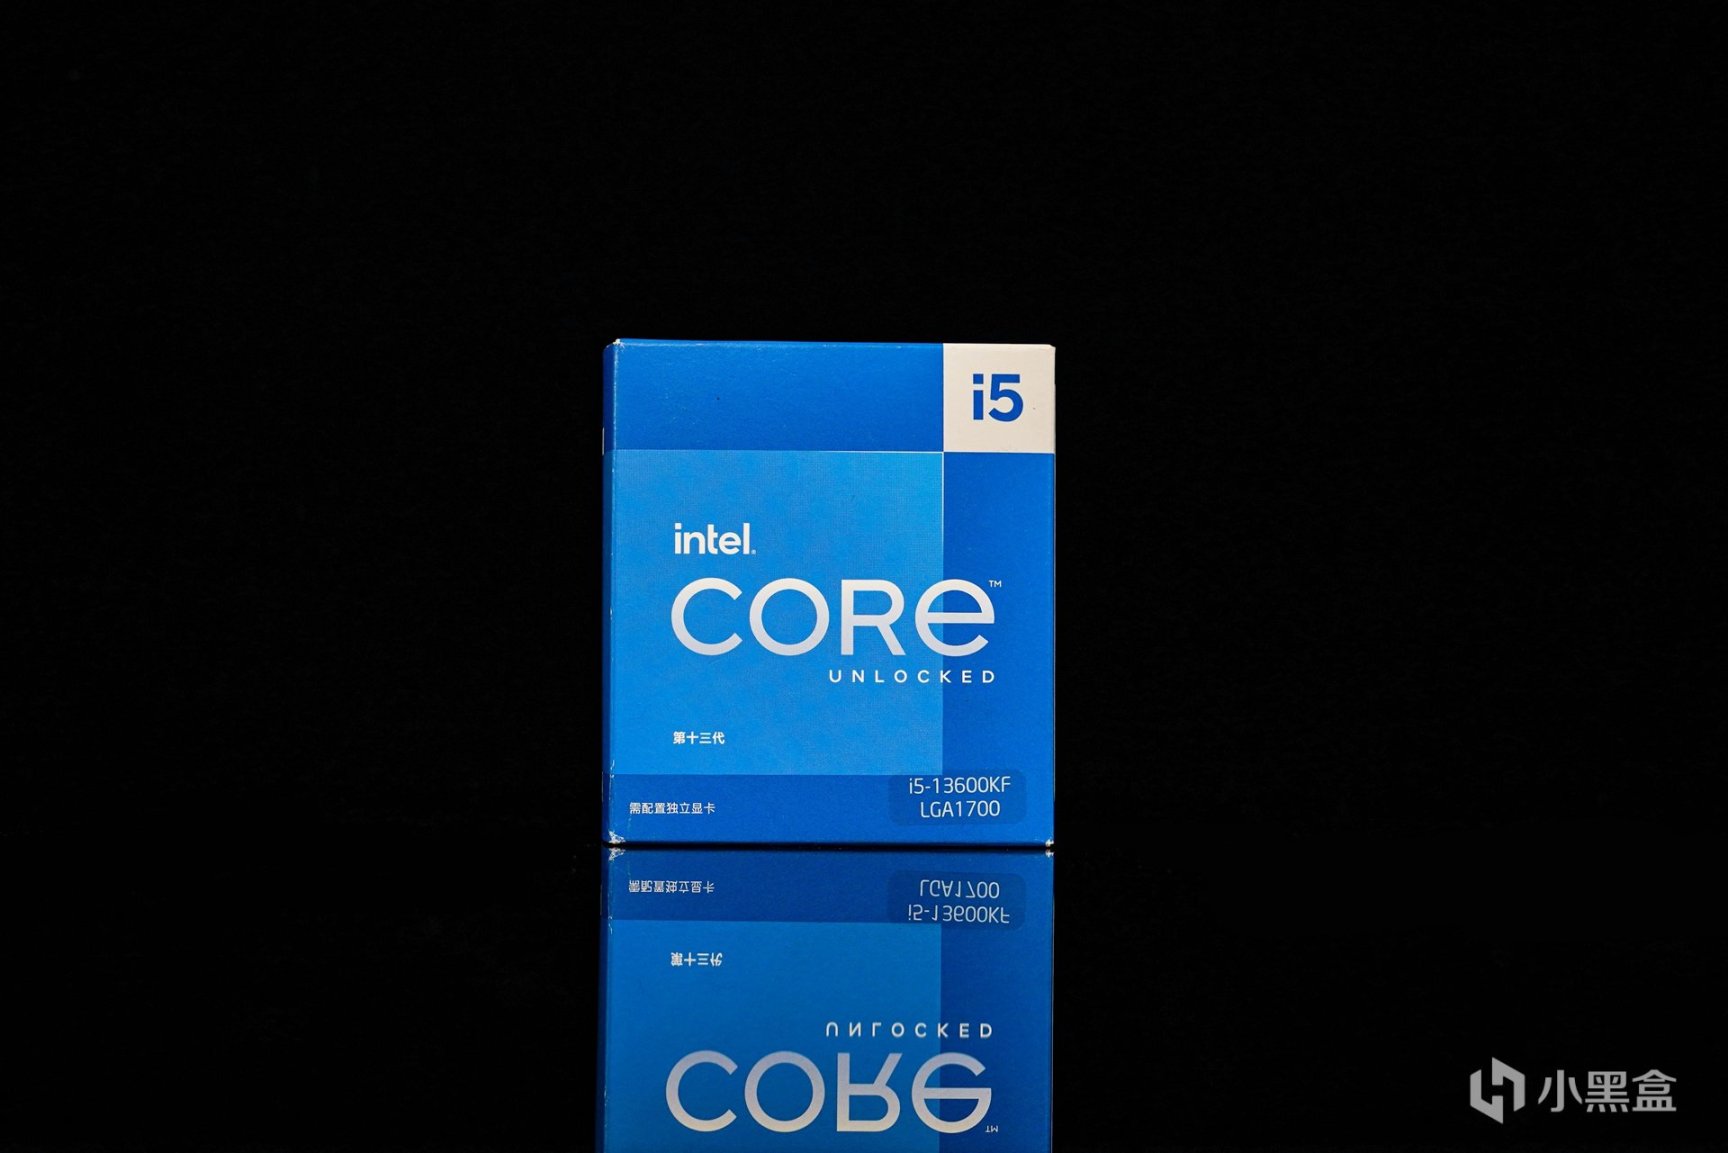 i5
intel.
CORE™
UNLOCKED
第十三代
i5-13600KF
需配置独立显卡
LGA1700
小黑盒